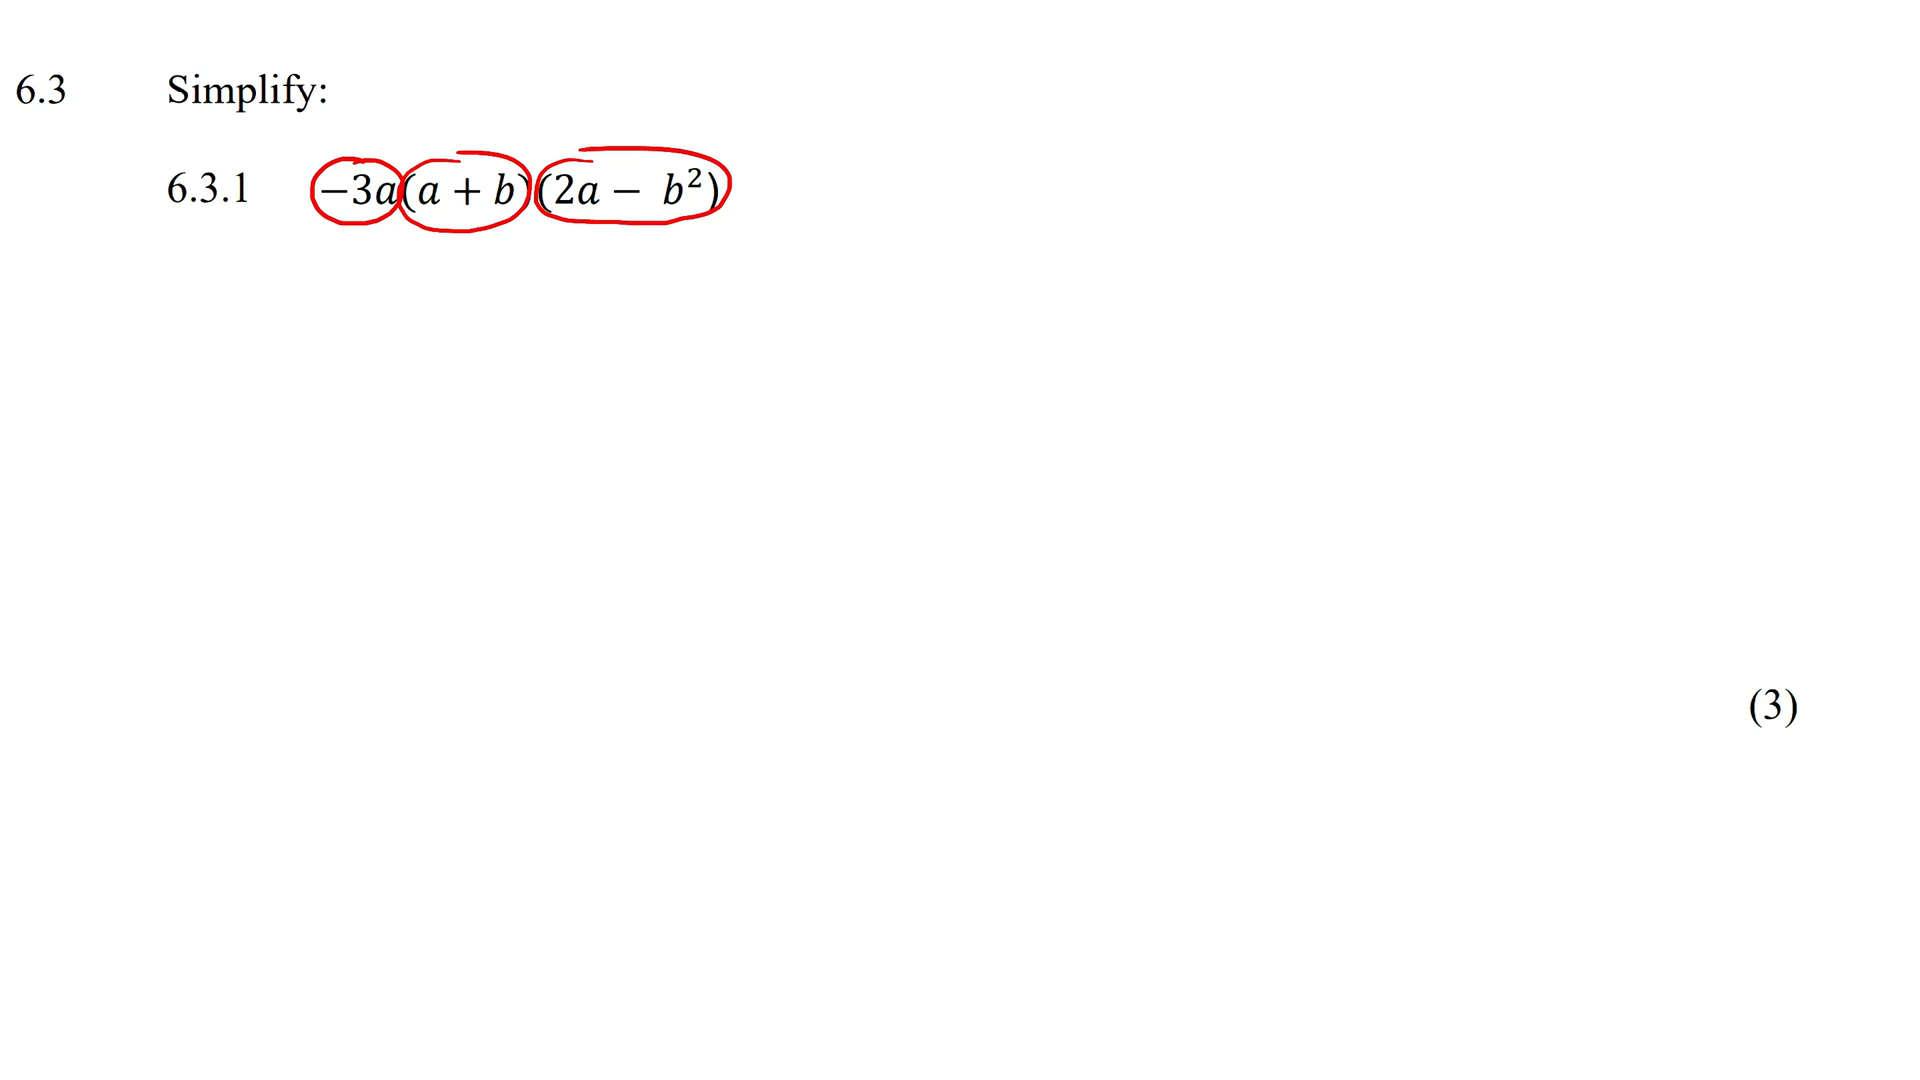 6.3 Simplify:
6.3.1 −3a(a + b)(2a − b²)
(3)